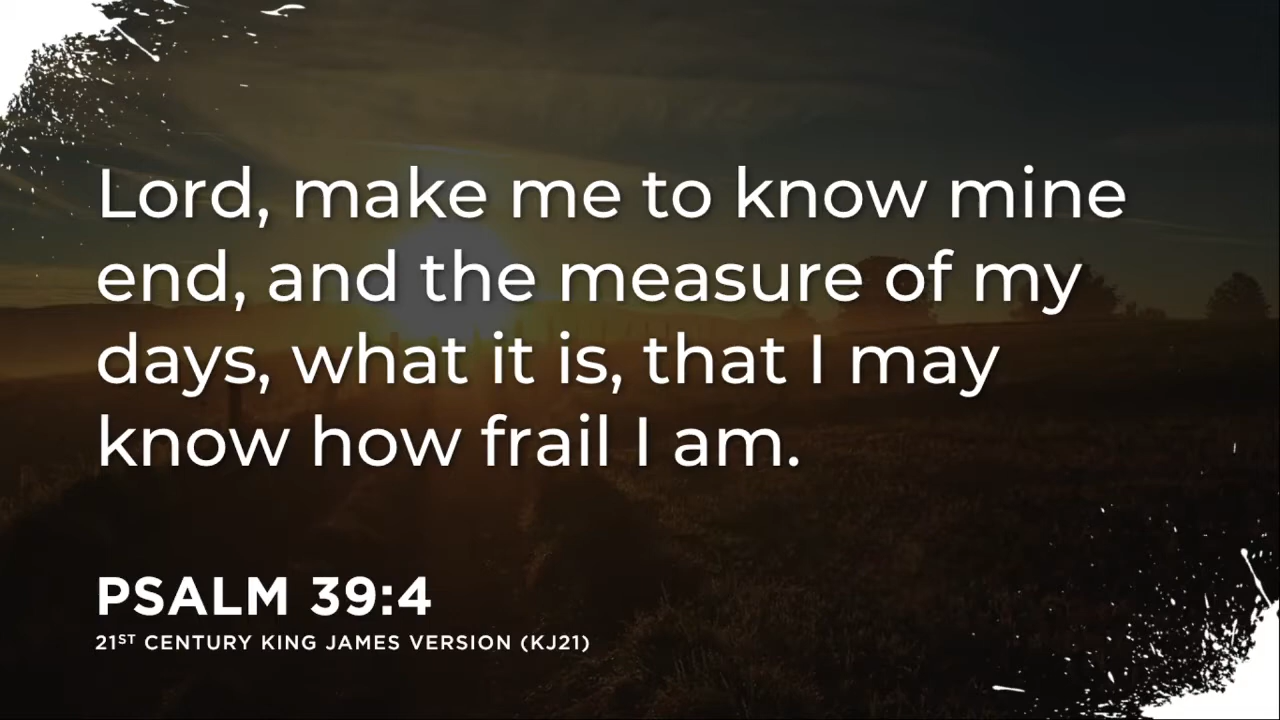 Lord, make me to know mine
end, and the measure of my
days, what it is, that I may
know how frail I am.
PSALM 39:4
21ST CENTURY KING JAMES VERSION (KJ21)